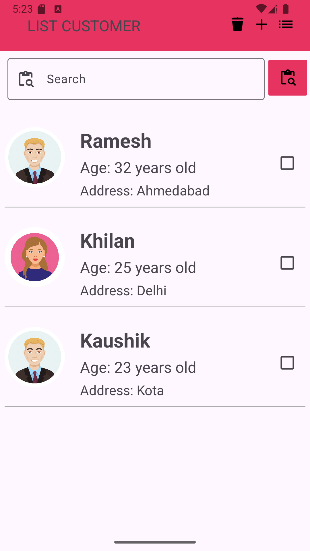 5:23
LIST CUSTOMER
Search
Ramesh
Age: 32 years old
Address: Ahmedabad
Khilan
Age: 25 years old
Address: Delhi
Kaushik
Age: 23 years old
Address: Kota